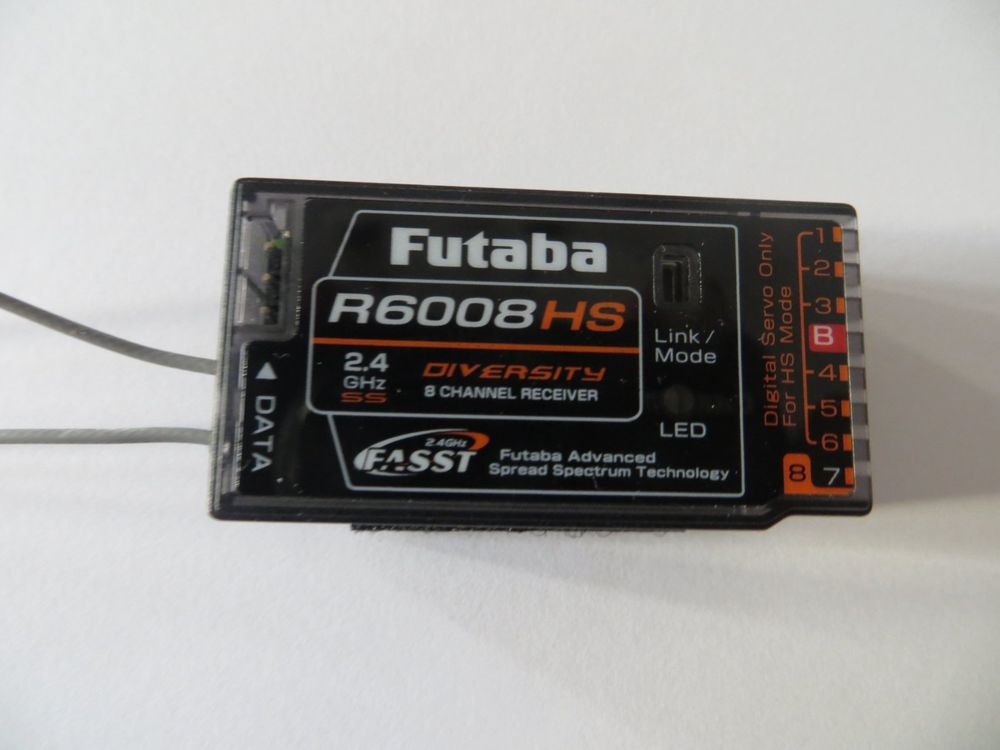 Futaba
R6008HS
2.4
GHz
SS
DIVERSITY
8 CHANNEL RECEIVER
2.4GHz
FASST
Futaba Advanced
Spread Spectrum Technology
Link /
Mode
LED
◀ DATA
Digital Servo Only
For HS Mode
1
2
3
B
4
5
6
8 7